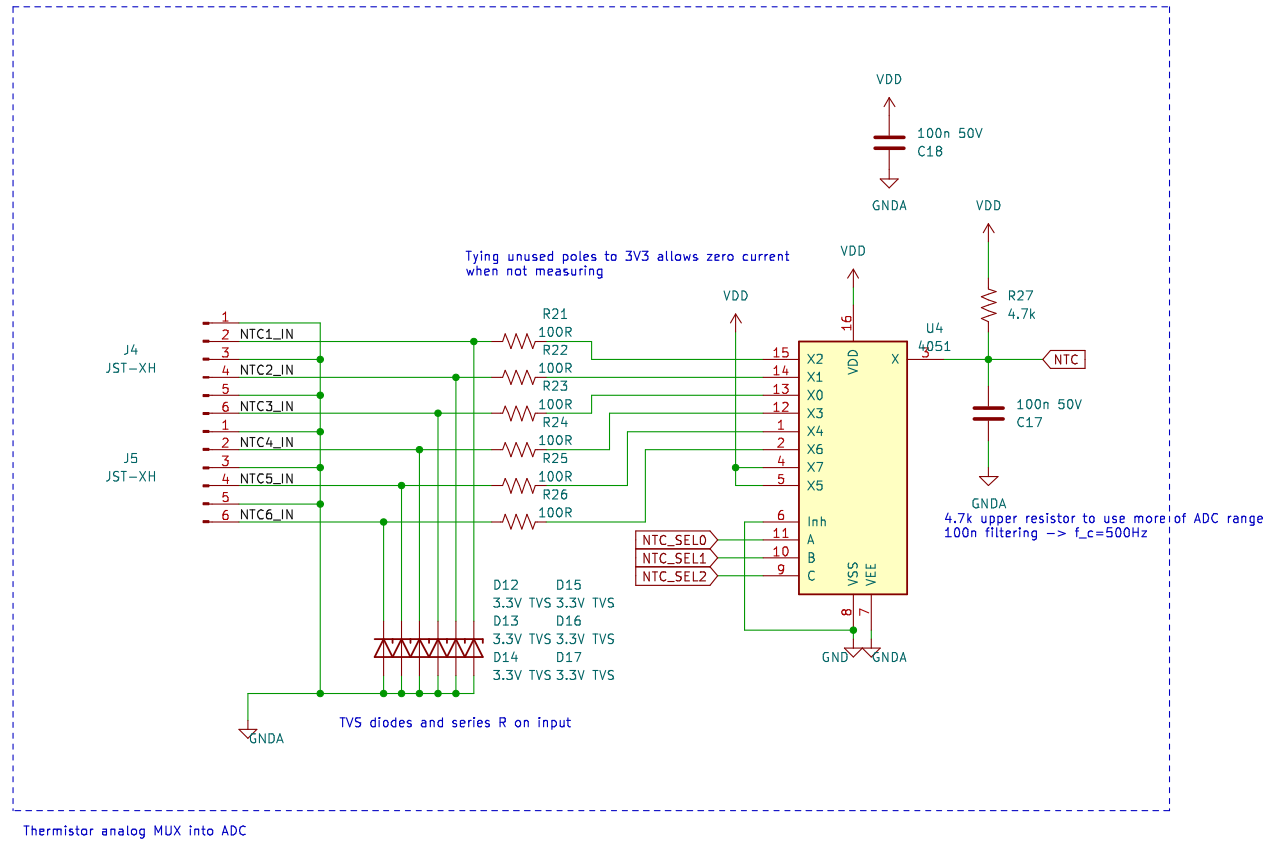 VDD
100n 50V
C18
GNDA
VDD
Tying unused poles to 3V3 allows zero current
when not measuring
VDD
VDD
R27
4.7k
R21
100R
R22
100R
R23
100R
R24
100R
R25
100R
R26
100R
J4
JST-XH
1
2 NTC1_IN
3
4 NTC2_IN
5
6 NTC3_IN
J5
JST-XH
1
2 NTC4_IN
3
4 NTC5_IN
5
6 NTC6_IN
U4
4051
16 VDD
15 X2
14 X1
13 X0
12 X3
1 X4
2 X6
4 X7
5 X5
6 Inh
11 A
10 B
9 C
X 3
VSS 8
VEE 7
NTC
100n 50V
C17
GNDA
4.7k upper resistor to use more of ADC range
100n filtering -> f_c=500Hz
NTC_SEL0
NTC_SEL1
NTC_SEL2
GND
GNDA
D12 D15
3.3V TVS 3.3V TVS
D13 D16
3.3V TVS 3.3V TVS
D14 D17
3.3V TVS 3.3V TVS
TVS diodes and series R on input
GNDA
Thermistor analog MUX into ADC